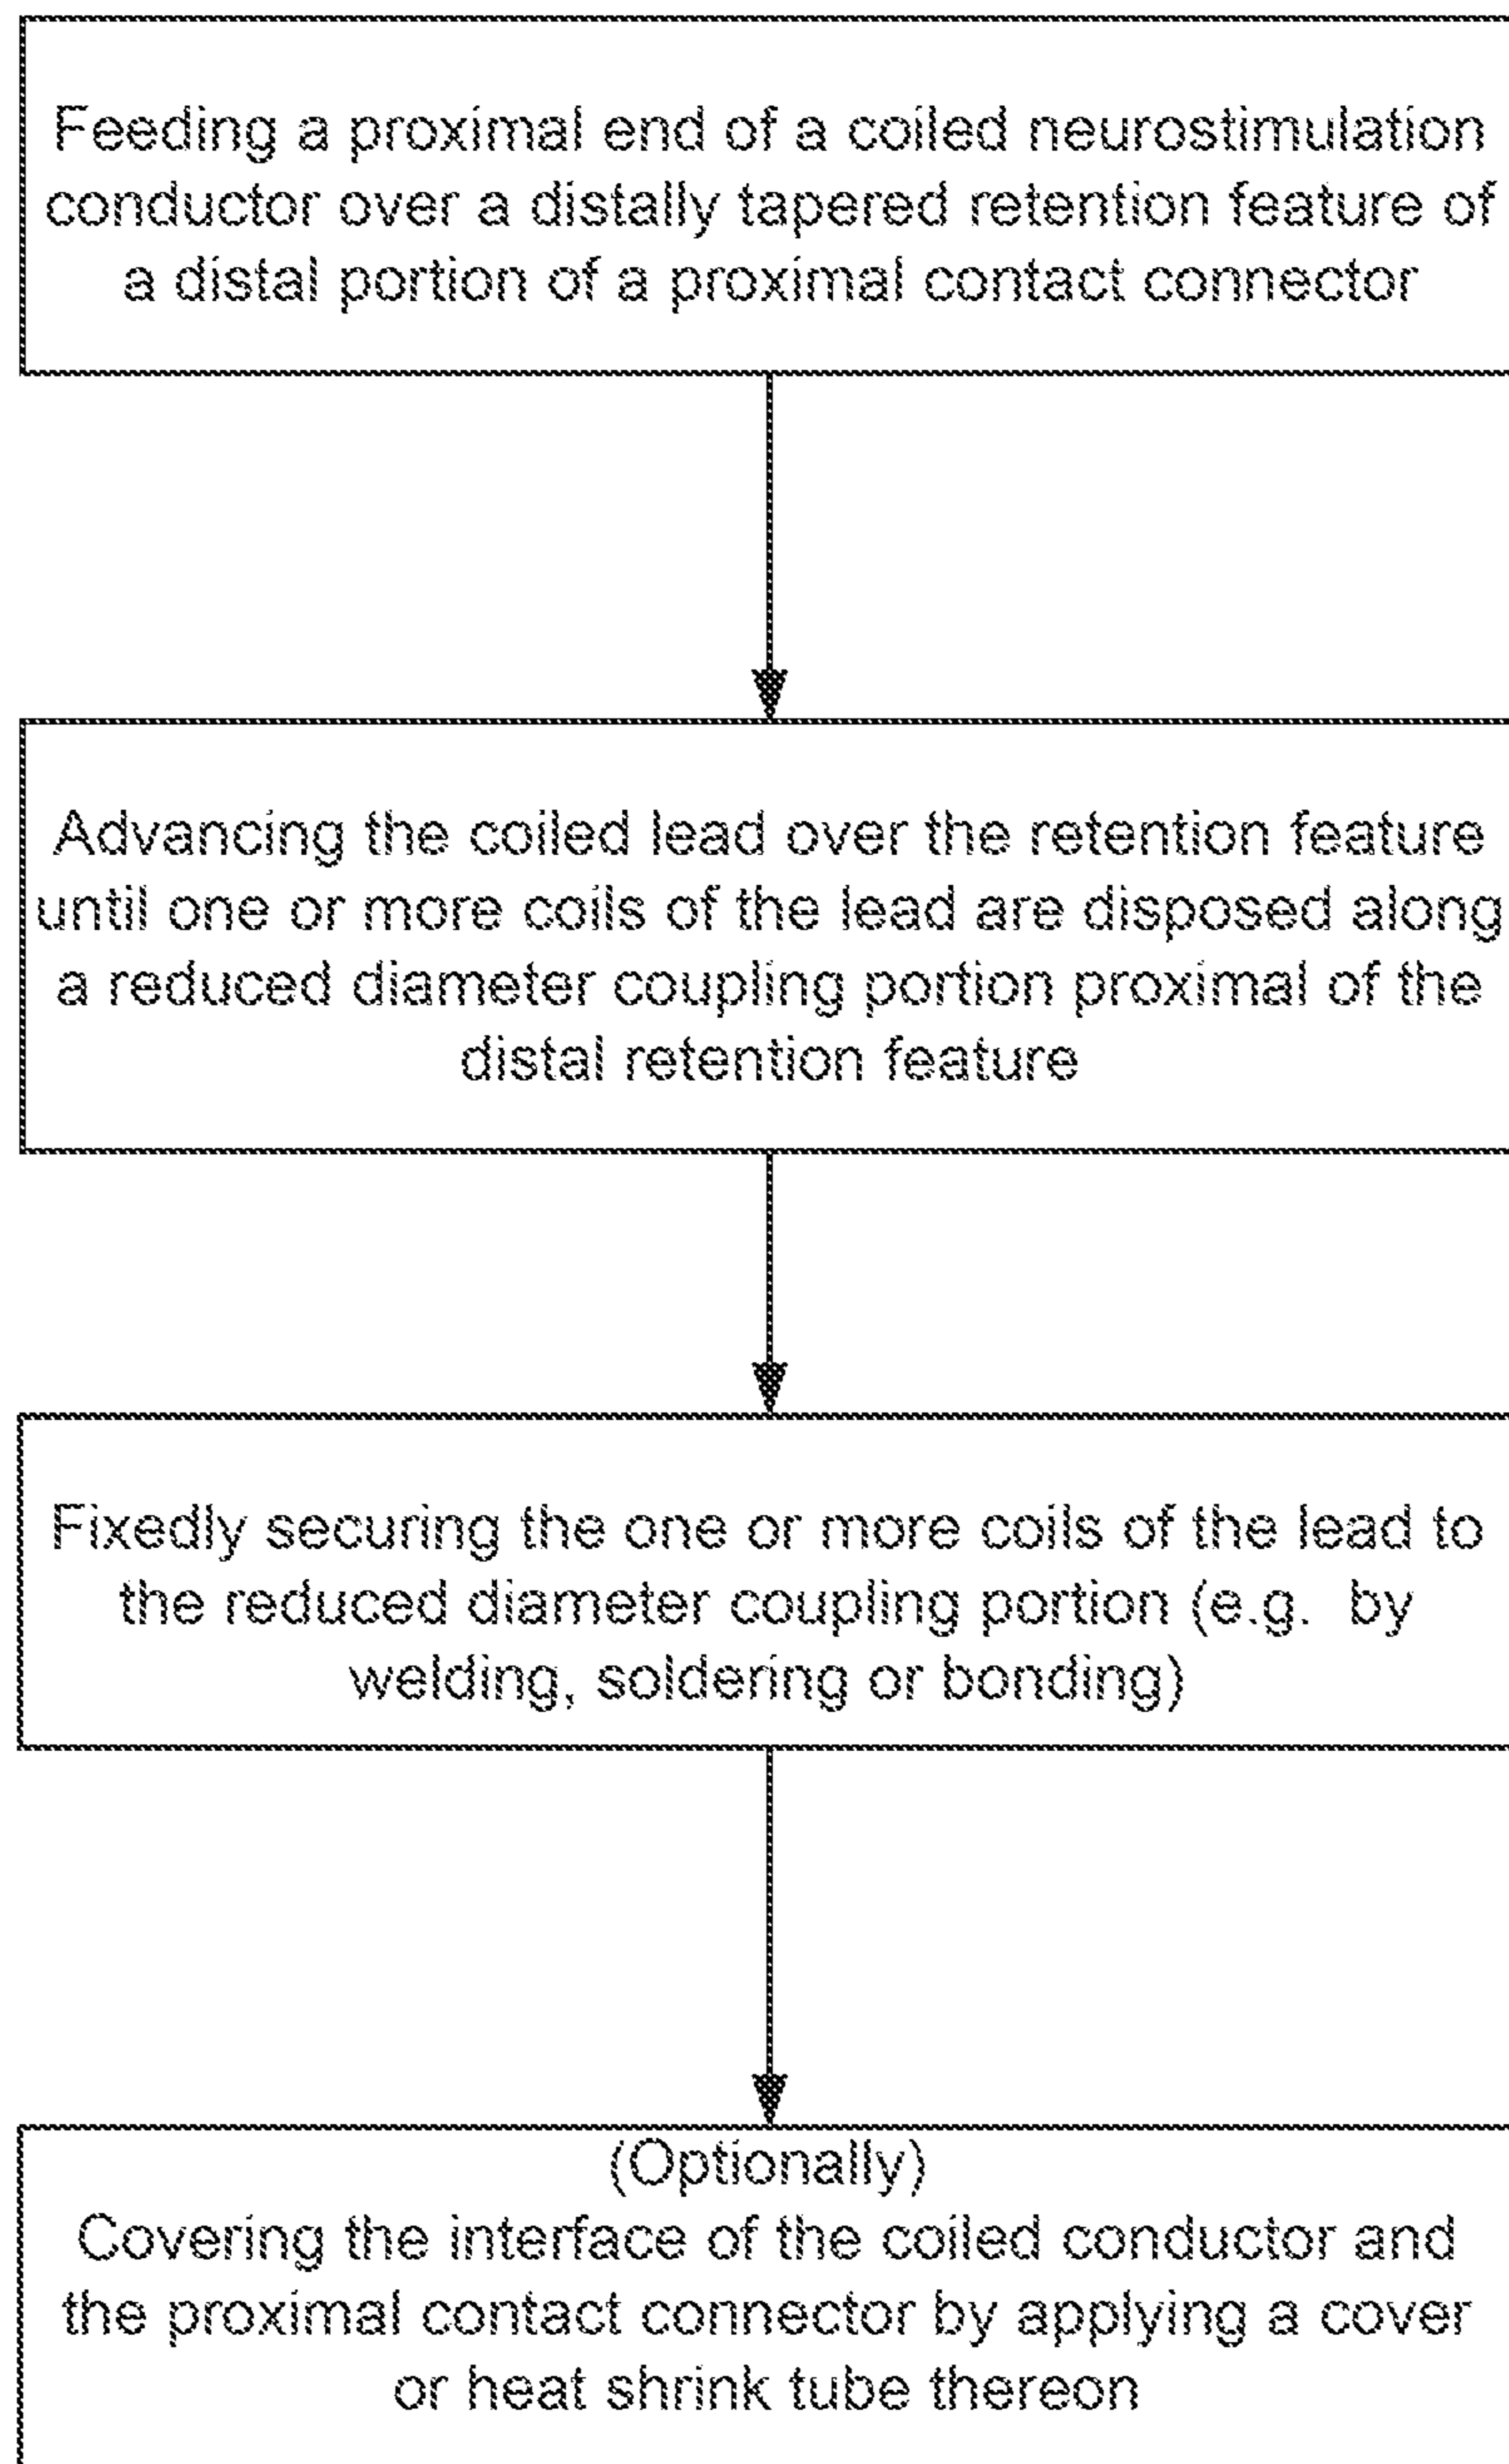 Feeding a proximal end of a coiled neurostimulation
conductor over a distally tapered retention feature of
a distal portion of a proximal contact connector
Advancing the coiled lead over the retention feature
until one or more coils of the lead are disposed along
a reduced diameter coupling portion proximal of the
distal retention feature
Fixedly securing the one or more coils of the lead to
the reduced diameter coupling portion (e.g. by
welding, soldering or bonding)
(Optionally)
Covering the interface of the coiled conductor and
the proximal contact connector by applying a cover
or heat shrink tube thereon